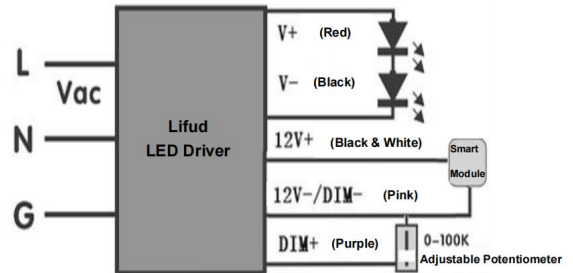 L
Vac
N
G
Lifud
LED Driver
V+ (Red)
V- (Black)
12V+ (Black & White)
Smart
Module
12V-/DIM- (Pink)
DIM+ (Purple)
0-100K
Adjustable Potentiometer